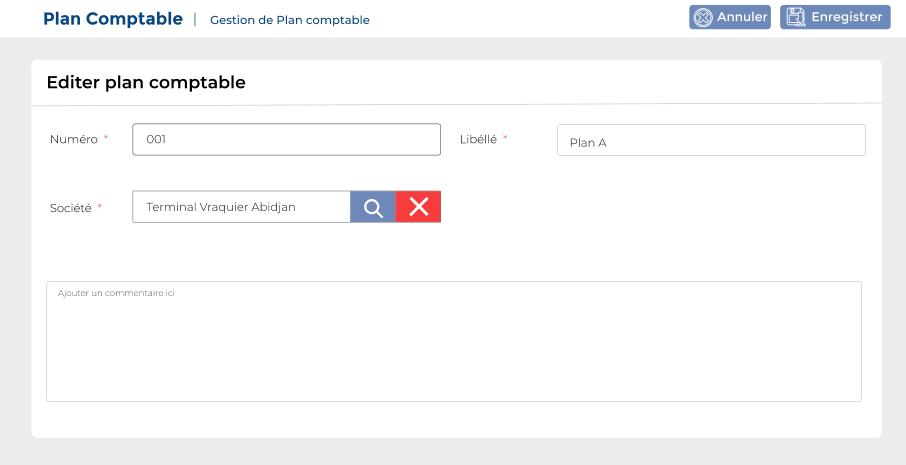 Plan Comptable | Gestion de Plan comptable
Annuler
Enregistrer
Editer plan comptable
Numéro *
001
Libéllé *
Plan A
Société *
Terminal Vraquier Abidjan
Ajouter un commentaire ici